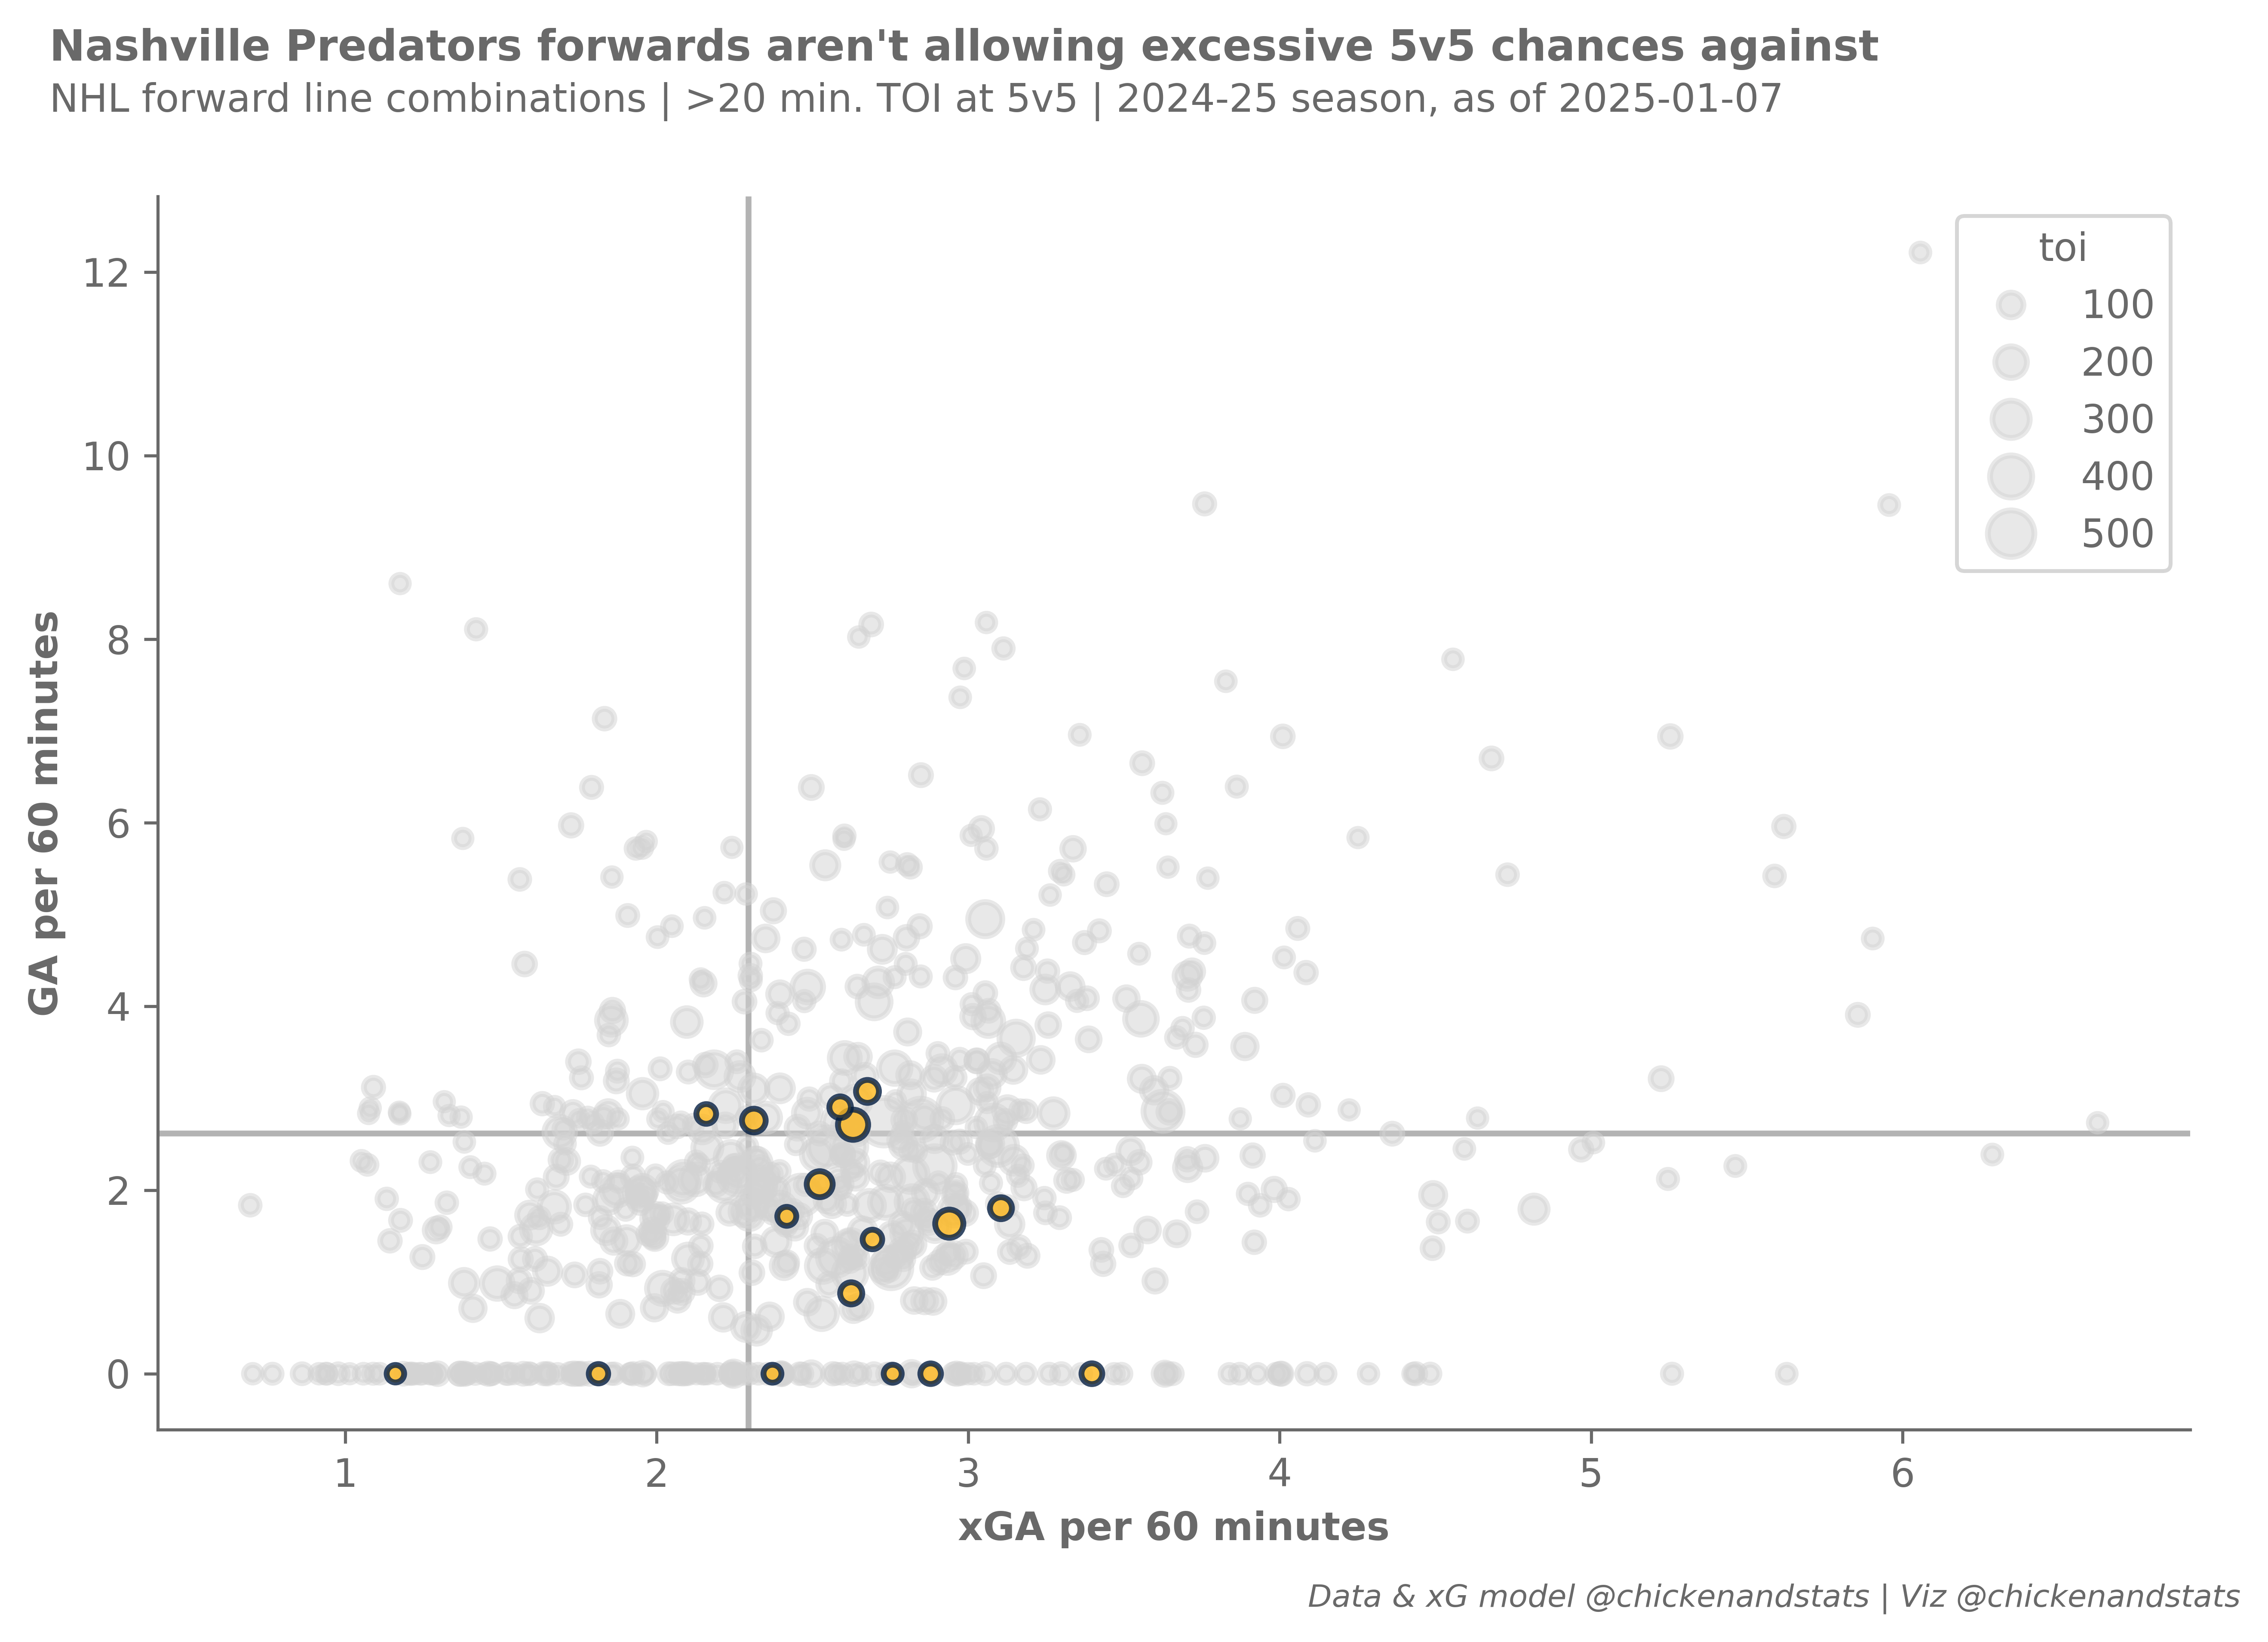 Nashville Predators forwards aren't allowing excessive 5v5 chances against
NHL forward line combinations | >20 min. TOI at 5v5 | 2024-25 season, as of 2025-01-07
toi
100
200
300
400
500
12
10
8
6
4
2
0
GA per 60 minutes
1 2 3 4 5 6
xGA per 60 minutes
Data & xG model @chickenandstats | Viz @chickenandstats